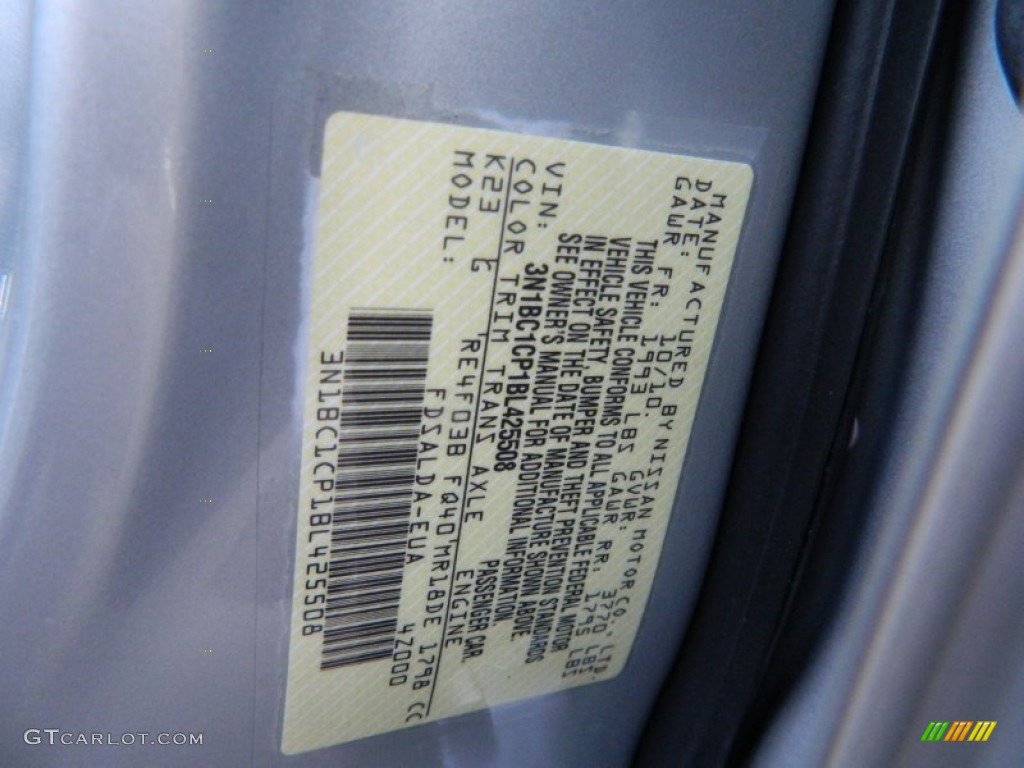 MANUFACTURED BY NISSAN MOTOR CO., LTD.
DATE: 10/10. GVWR: 3770 LBS
GAWR FR: 1993 LBS GAWR RR: 1795 LBS
THIS VEHICLE CONFORMS TO ALL APPLICABLE FEDERAL MOTOR
VEHICLE SAFETY, BUMPER AND THEFT PREVENTION STANDARDS
IN EFFECT ON THE DATE OF MANUFACTURE SHOWN ABOVE.
SEE OWNER'S MANUAL FOR ADDITIONAL INFORMATION.
VIN: 3N1BC1CP1BL425508 PASSENGER CAR.
COLOR TRIM TRANS AXLE ENGINE
K23 G 'RE4F03B FQ40'MR18DE 1798 CC
MODEL: FDSALDA-EUA 4Z000
3N1BC1CP1BL425508
GTCARLOT.COM